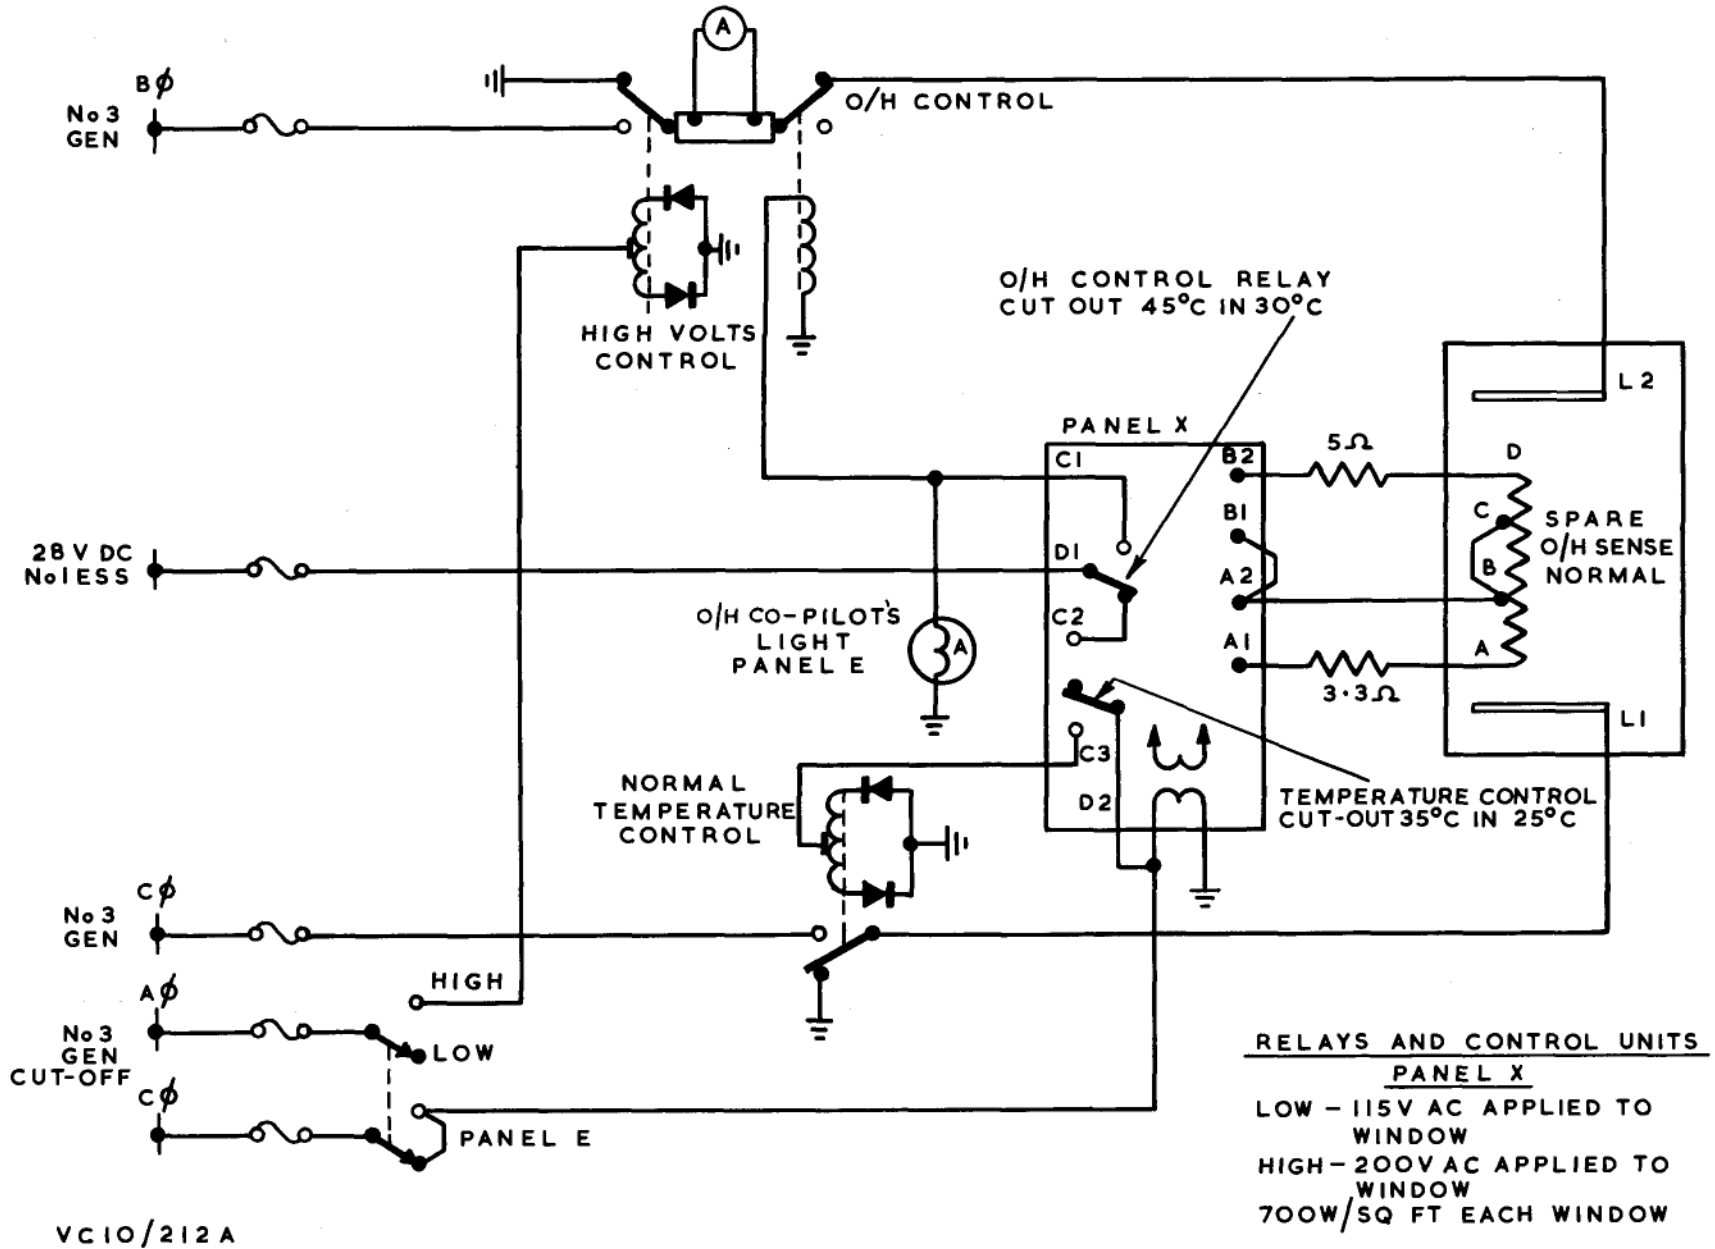 A
BØ
No 3
GEN
O/H CONTROL
HIGH VOLTS
CONTROL
O/H CONTROL RELAY
CUT OUT 45°C IN 30°C
PANEL X
C1
B2
B1
D1
A2
C2
A1
C3
D2
5Ω
3·3Ω
L2
D
C
B
A
SPARE
O/H SENSE
NORMAL
L1
28V DC
No1ESS
O/H CO-PILOT'S
LIGHT
PANEL E
A
NORMAL
TEMPERATURE
CONTROL
TEMPERATURE CONTROL
CUT-OUT 35°C IN 25°C
CØ
No 3
GEN
HIGH
AØ
No 3
GEN
CUT-OFF
LOW
CØ
PANEL E
RELAYS AND CONTROL UNITS
PANEL X
LOW – 115V AC APPLIED TO
WINDOW
HIGH – 200V AC APPLIED TO
WINDOW
700W/SQ FT EACH WINDOW
VC10/212A